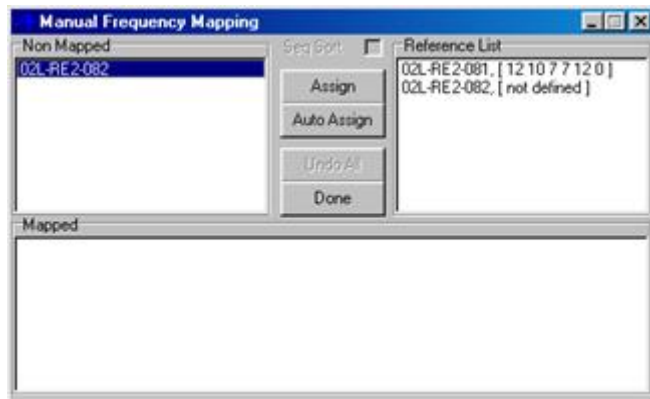 Manual Frequency Mapping
Non Mapped
02L-RE2-082
Seq Sort
Assign
Auto Assign
Undo All
Done
Reference List
02L-RE2-081, [ 12 10 7 7 12 0 ]
02L-RE2-082, [ not defined ]
Mapped